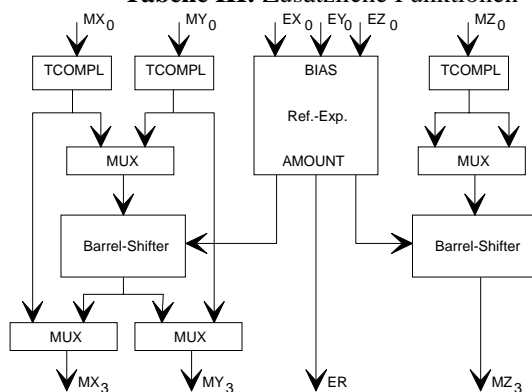 Tabelle III. Zusätzliche Funktionen
MX0 MY0 EX0 EY0 EZ0 MZ0
TCOMPL TCOMPL BIAS TCOMPL
Ref.-Exp.
MUX AMOUNT MUX
Barrel-Shifter Barrel-Shifter
MUX MUX
MX3 MY3 ER MZ3